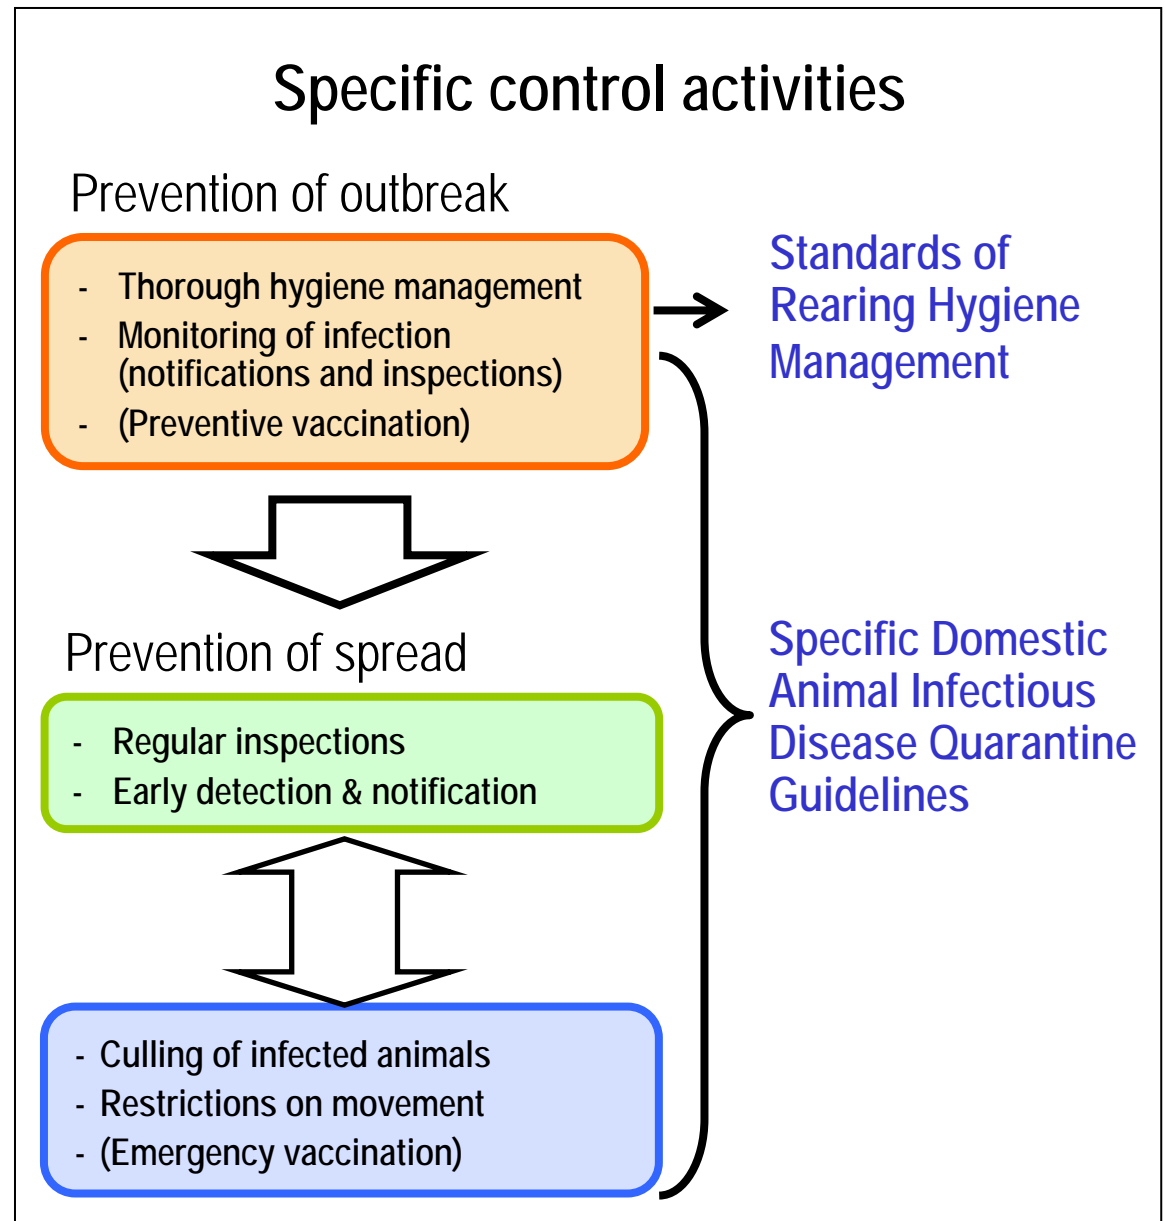 Specific control activities
Prevention of outbreak
- Thorough hygiene management
- Monitoring of infection
(notifications and inspections)
- (Preventive vaccination)
Standards of
Rearing Hygiene
Management
Prevention of spread
- Regular inspections
- Early detection & notification
Specific Domestic
Animal Infectious
Disease Quarantine
Guidelines
- Culling of infected animals
- Restrictions on movement
- (Emergency vaccination)